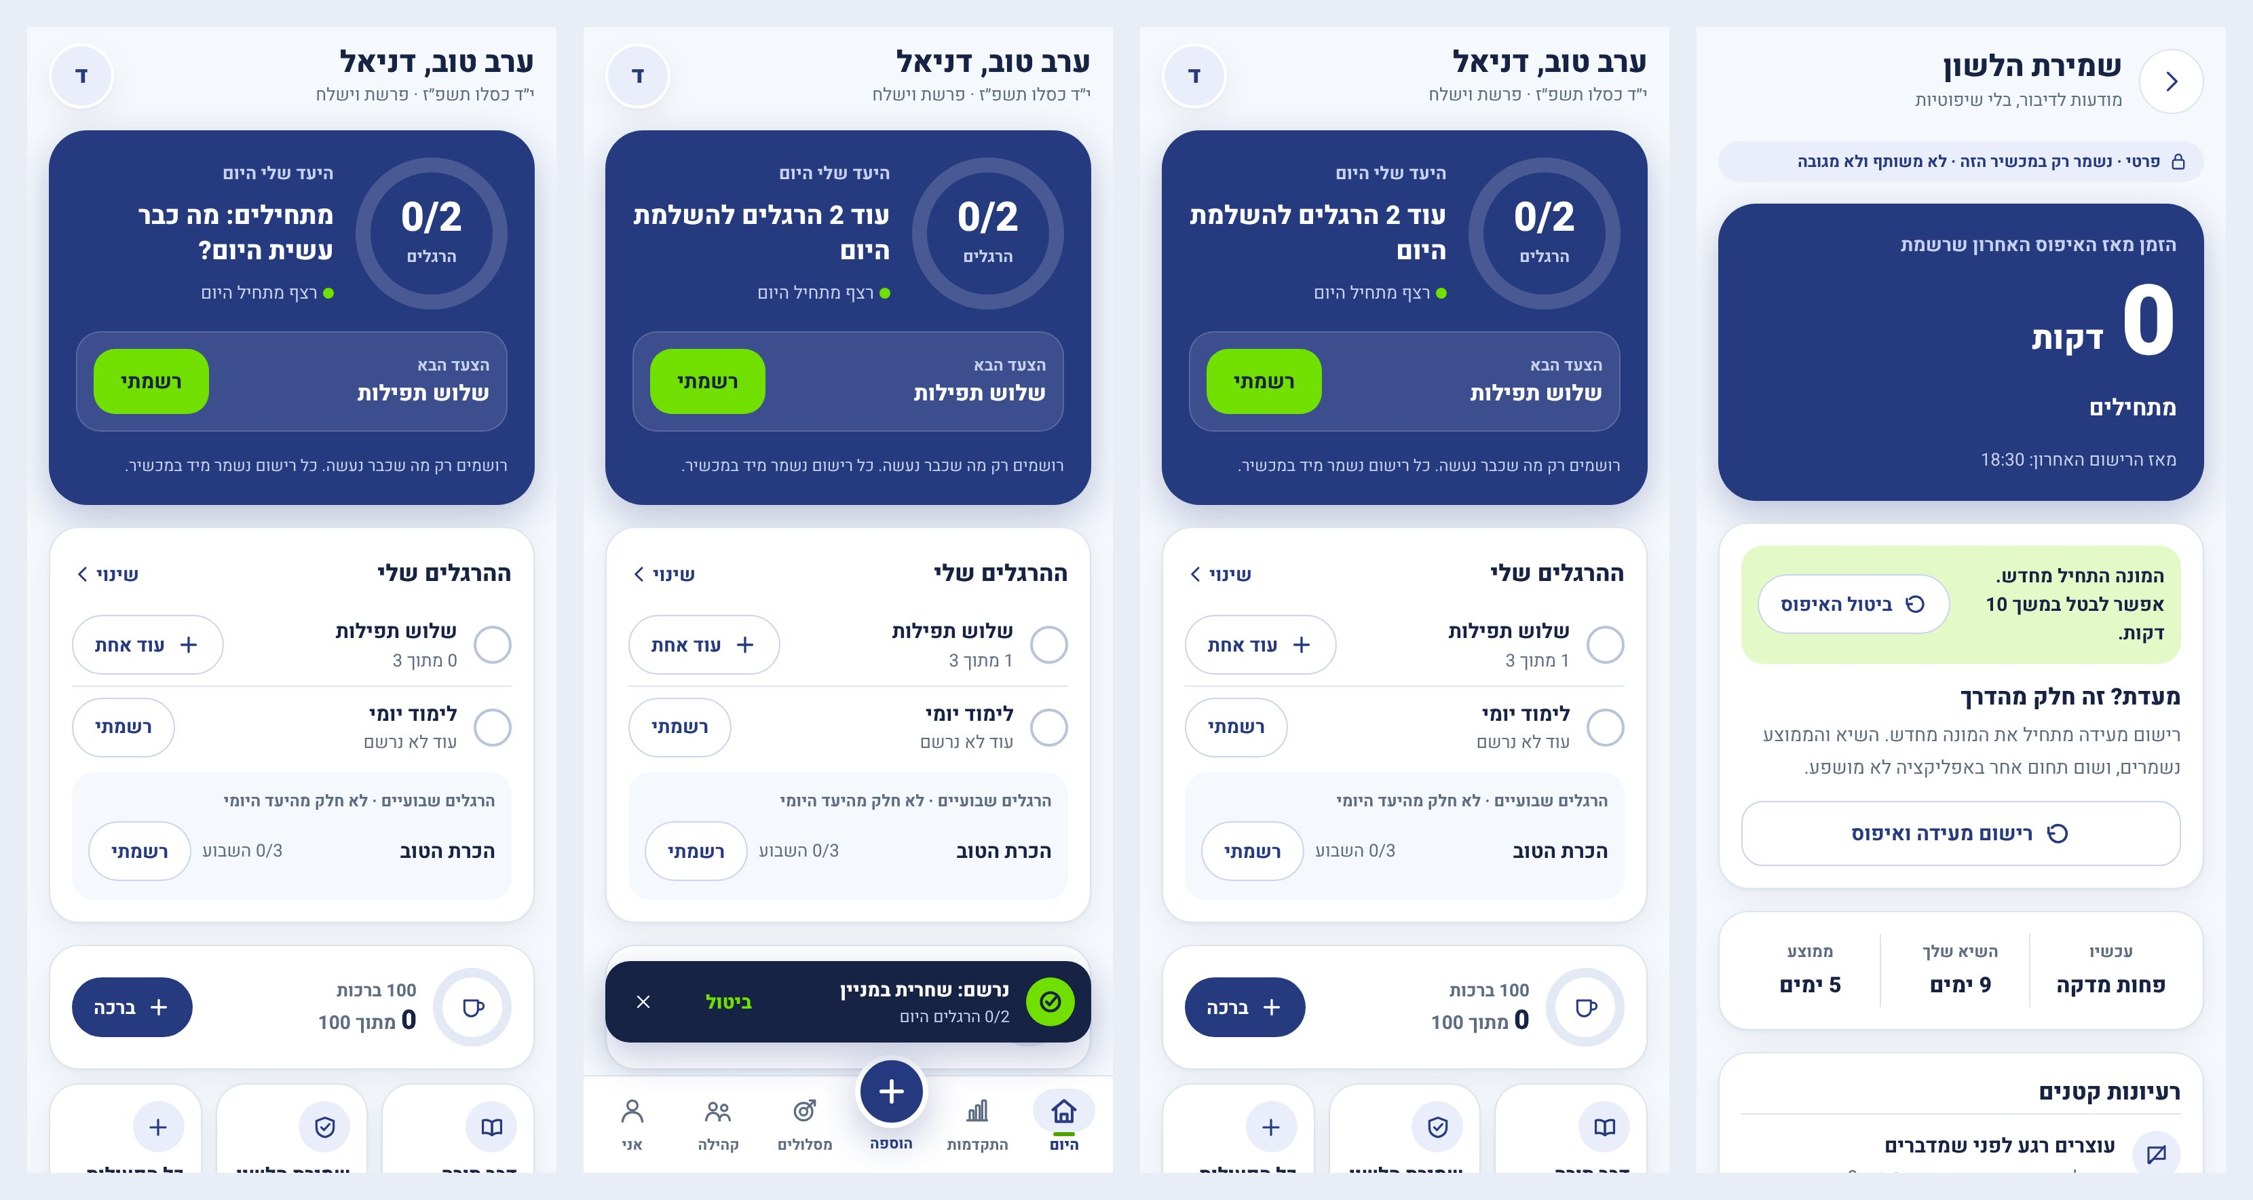 שמירת הלשון
מודעות לדיבור, בלי שיפוטיות
פרטי · נשמר רק במכשיר הזה · לא משותף ולא מגובה
הזמן מאז האיפוס האחרון שרשמת
0 דקות
מתחילים
מאז הרישום האחרון: 18:30
המונה התחיל מחדש.
אפשר לבטל במשך 10
דקות.
ביטול האיפוס
מעדת? זה חלק מהדרך
רישום מעידה מתחיל את המונה מחדש. השיא והממוצע
נשמרים, ושום תחום אחר באפליקציה לא מושפע.
רישום מעידה ואיפוס
עכשיו
פחות מדקה
השיא שלך
9 ימים
ממוצע
5 ימים
רעיונות קטנים
עוצרים רגע לפני שמדברים
ערב טוב, דניאל
י״ד כסלו תשפ״ז · פרשת וישלח
ד
0/2
הרגלים
היעד שלי היום
עוד 2 הרגלים להשלמת
היום
רצף מתחיל היום
הצעד הבא
שלוש תפילות
רשמתי
רושמים רק מה שכבר נעשה. כל רישום נשמר מיד במכשיר.
ההרגלים שלי
שינוי
שלוש תפילות
1 מתוך 3
עוד אחת
לימוד יומי
עוד לא נרשם
רשמתי
הרגלים שבועיים · לא חלק מהיעד היומי
הכרת הטוב
0/3 השבוע
רשמתי
100 ברכות
0 מתוך 100
ברכה
ערב טוב, דניאל
י״ד כסלו תשפ״ז · פרשת וישלח
ד
0/2
הרגלים
היעד שלי היום
עוד 2 הרגלים להשלמת
היום
רצף מתחיל היום
הצעד הבא
שלוש תפילות
רשמתי
רושמים רק מה שכבר נעשה. כל רישום נשמר מיד במכשיר.
ההרגלים שלי
שינוי
שלוש תפילות
1 מתוך 3
עוד אחת
לימוד יומי
עוד לא נרשם
רשמתי
הרגלים שבועיים · לא חלק מהיעד היומי
הכרת הטוב
0/3 השבוע
רשמתי
נרשם: שחרית במניין
0/2 הרגלים היום
ביטול
היום
התקדמות
הוספה
מסלולים
קהילה
אני
ערב טוב, דניאל
י״ד כסלו תשפ״ז · פרשת וישלח
ד
0/2
הרגלים
היעד שלי היום
מתחילים: מה כבר
עשית היום?
רצף מתחיל היום
הצעד הבא
שלוש תפילות
רשמתי
רושמים רק מה שכבר נעשה. כל רישום נשמר מיד במכשיר.
ההרגלים שלי
שינוי
שלוש תפילות
0 מתוך 3
עוד אחת
לימוד יומי
עוד לא נרשם
רשמתי
הרגלים שבועיים · לא חלק מהיעד היומי
הכרת הטוב
0/3 השבוע
רשמתי
100 ברכות
0 מתוך 100
ברכה